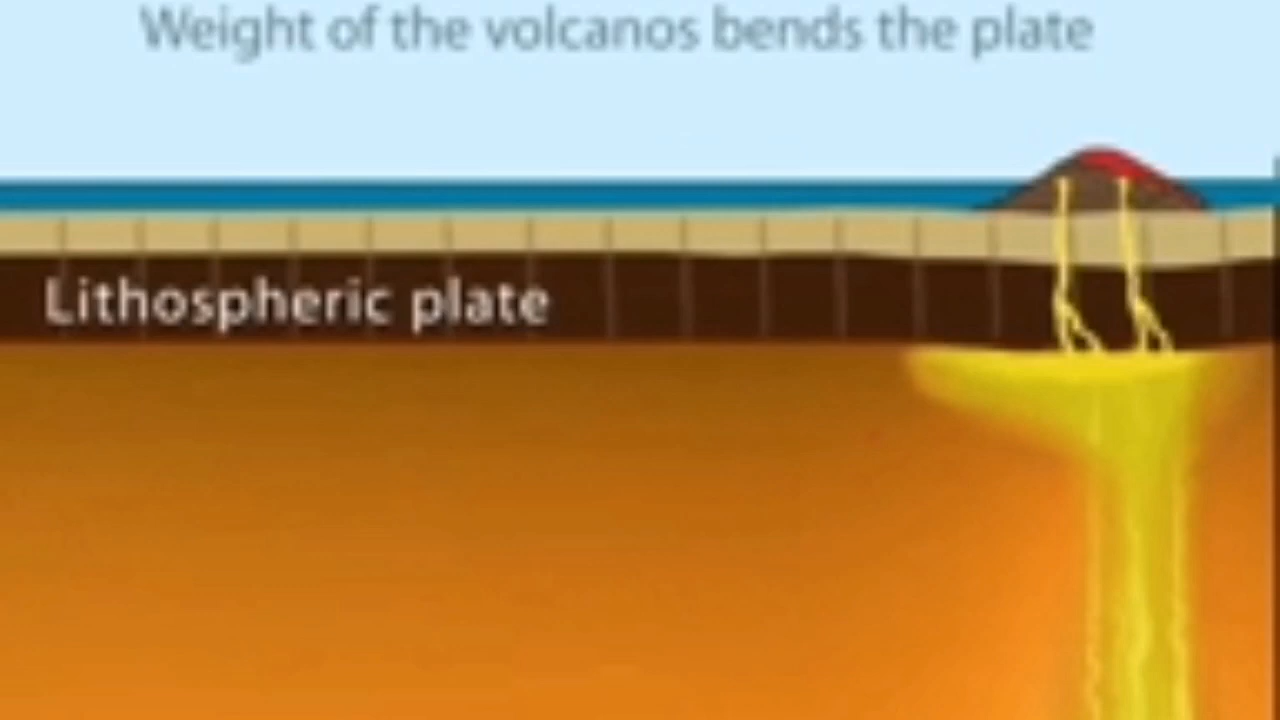 Weight of the volcanos bends the plate
Lithospheric plate